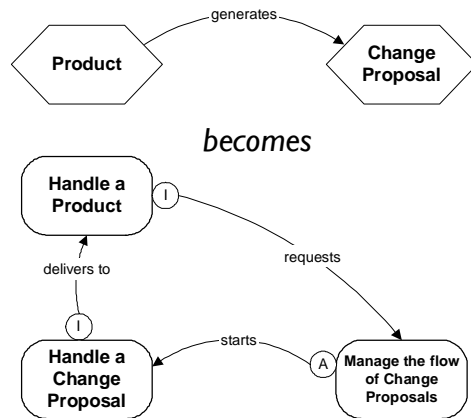 generates
Product
Change
Proposal
becomes
Handle a
Product
I
delivers to
requests
I
starts
A
Handle a
Change
Proposal
Manage the flow
of Change
Proposals